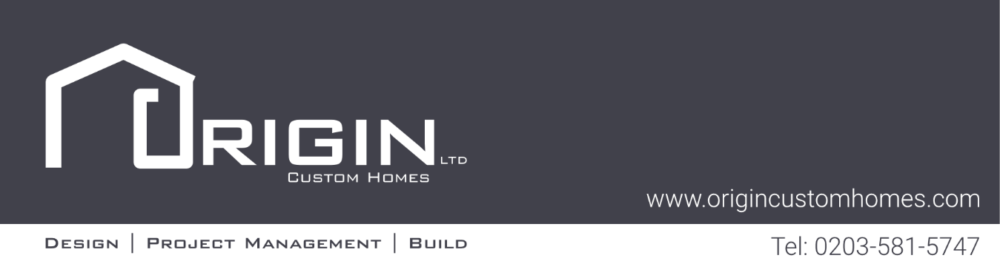 ORIGIN LTD
CUSTOM HOMES
www.origincustomhomes.com
DESIGN | PROJECT MANAGEMENT | BUILD
Tel: 0203-581-5747